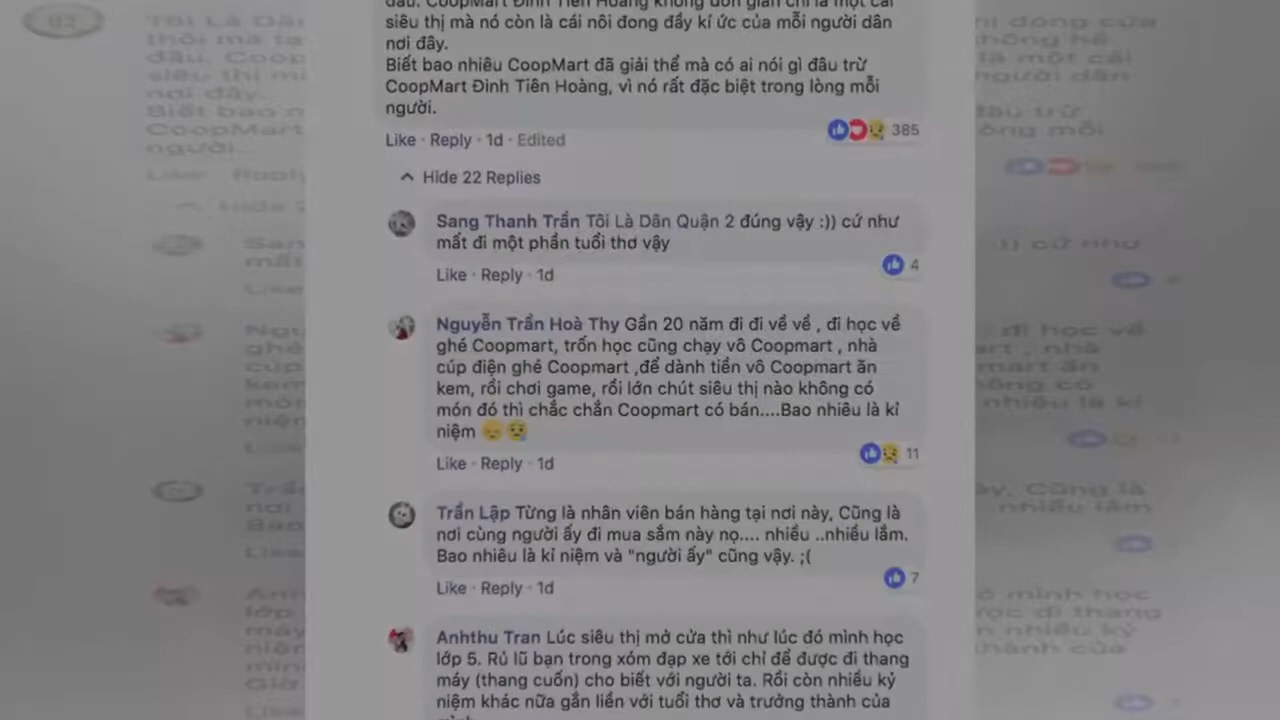 đâu. CoopMart Đinh Tiên Hoàng không đơn giản chỉ là một cái
siêu thị mà nó còn là cái nôi đong đầy kí ức của mỗi người dân
nơi đây.
Biết bao nhiêu CoopMart đã giải thể mà có ai nói gì đâu trừ
CoopMart Đinh Tiên Hoàng, vì nó rất đặc biệt trong lòng mỗi
người.
Like · Reply · 1d · Edited
385
Hide 22 Replies
Sang Thanh Trần Tôi Là Dân Quận 2 đúng vậy :)) cứ như
mất đi một phần tuổi thơ vậy
Like · Reply · 1d
4
Nguyễn Trần Hoà Thy Gần 20 năm đi đi về về , đi học về
ghé Coopmart, trốn học cũng chạy vô Coopmart , nhà
cúp điện ghé Coopmart ,để dành tiền vô Coopmart ăn
kem, rồi chơi game, rồi lớn chút siêu thị nào không có
món đó thì chắc chắn Coopmart có bán....Bao nhiêu là kỉ
niệm 😞😢
Like · Reply · 1d
11
Trần Lập Từng là nhân viên bán hàng tại nơi này, Cũng là
nơi cùng người ấy đi mua sắm này nọ.... nhiều ..nhiều lắm.
Bao nhiêu là kỉ niệm và "người ấy" cũng vậy. ;(
Like · Reply · 1d
7
Anhthu Tran Lúc siêu thị mở cửa thì như lúc đó mình học
lớp 5. Rủ lũ bạn trong xóm đạp xe tới chỉ để được đi thang
máy (thang cuốn) cho biết với người ta. Rồi còn nhiều kỷ
niệm khác nữa gắn liền với tuổi thơ và trưởng thành của